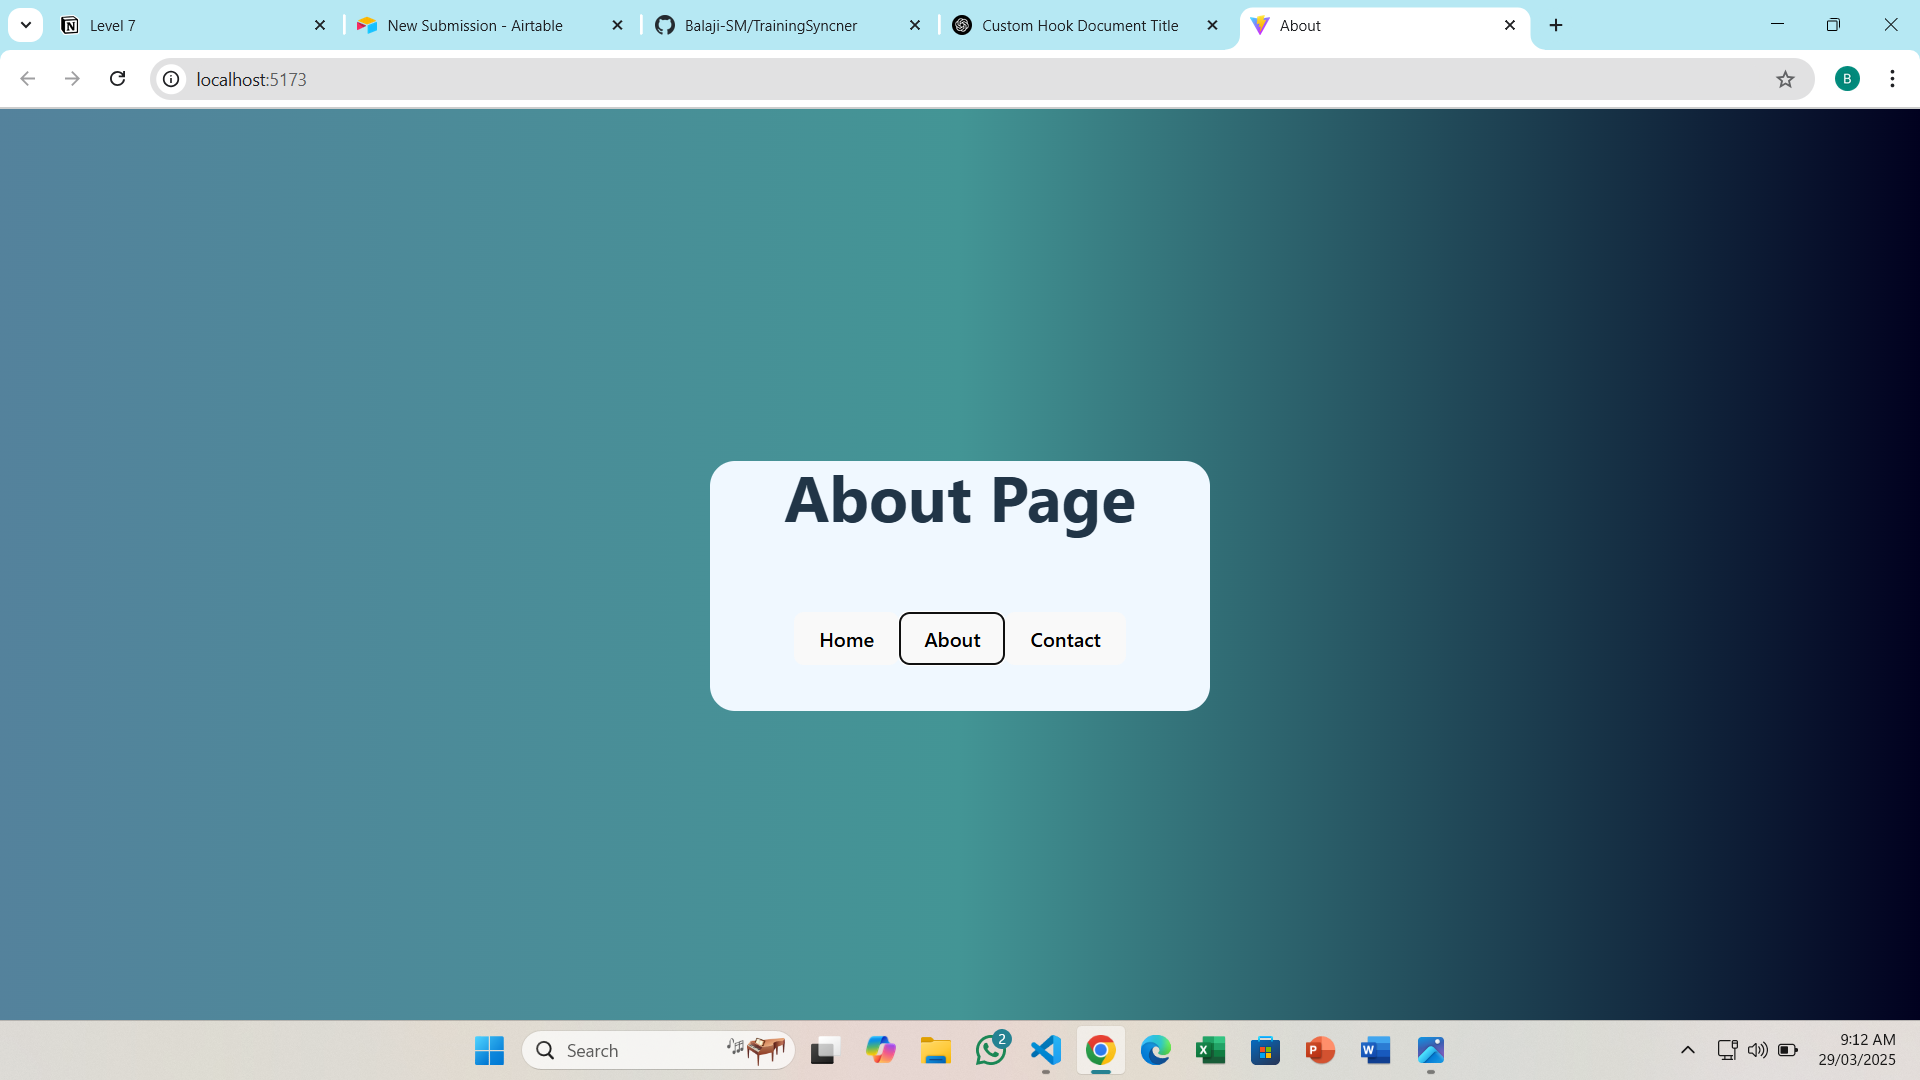 Level 7
New Submission - Airtable
Balaji-SM/TrainingSyncner
Custom Hook Document Title
About
localhost:5173
B
About Page
Home
About
Contact
Search
2
9:12 AM
29/03/2025